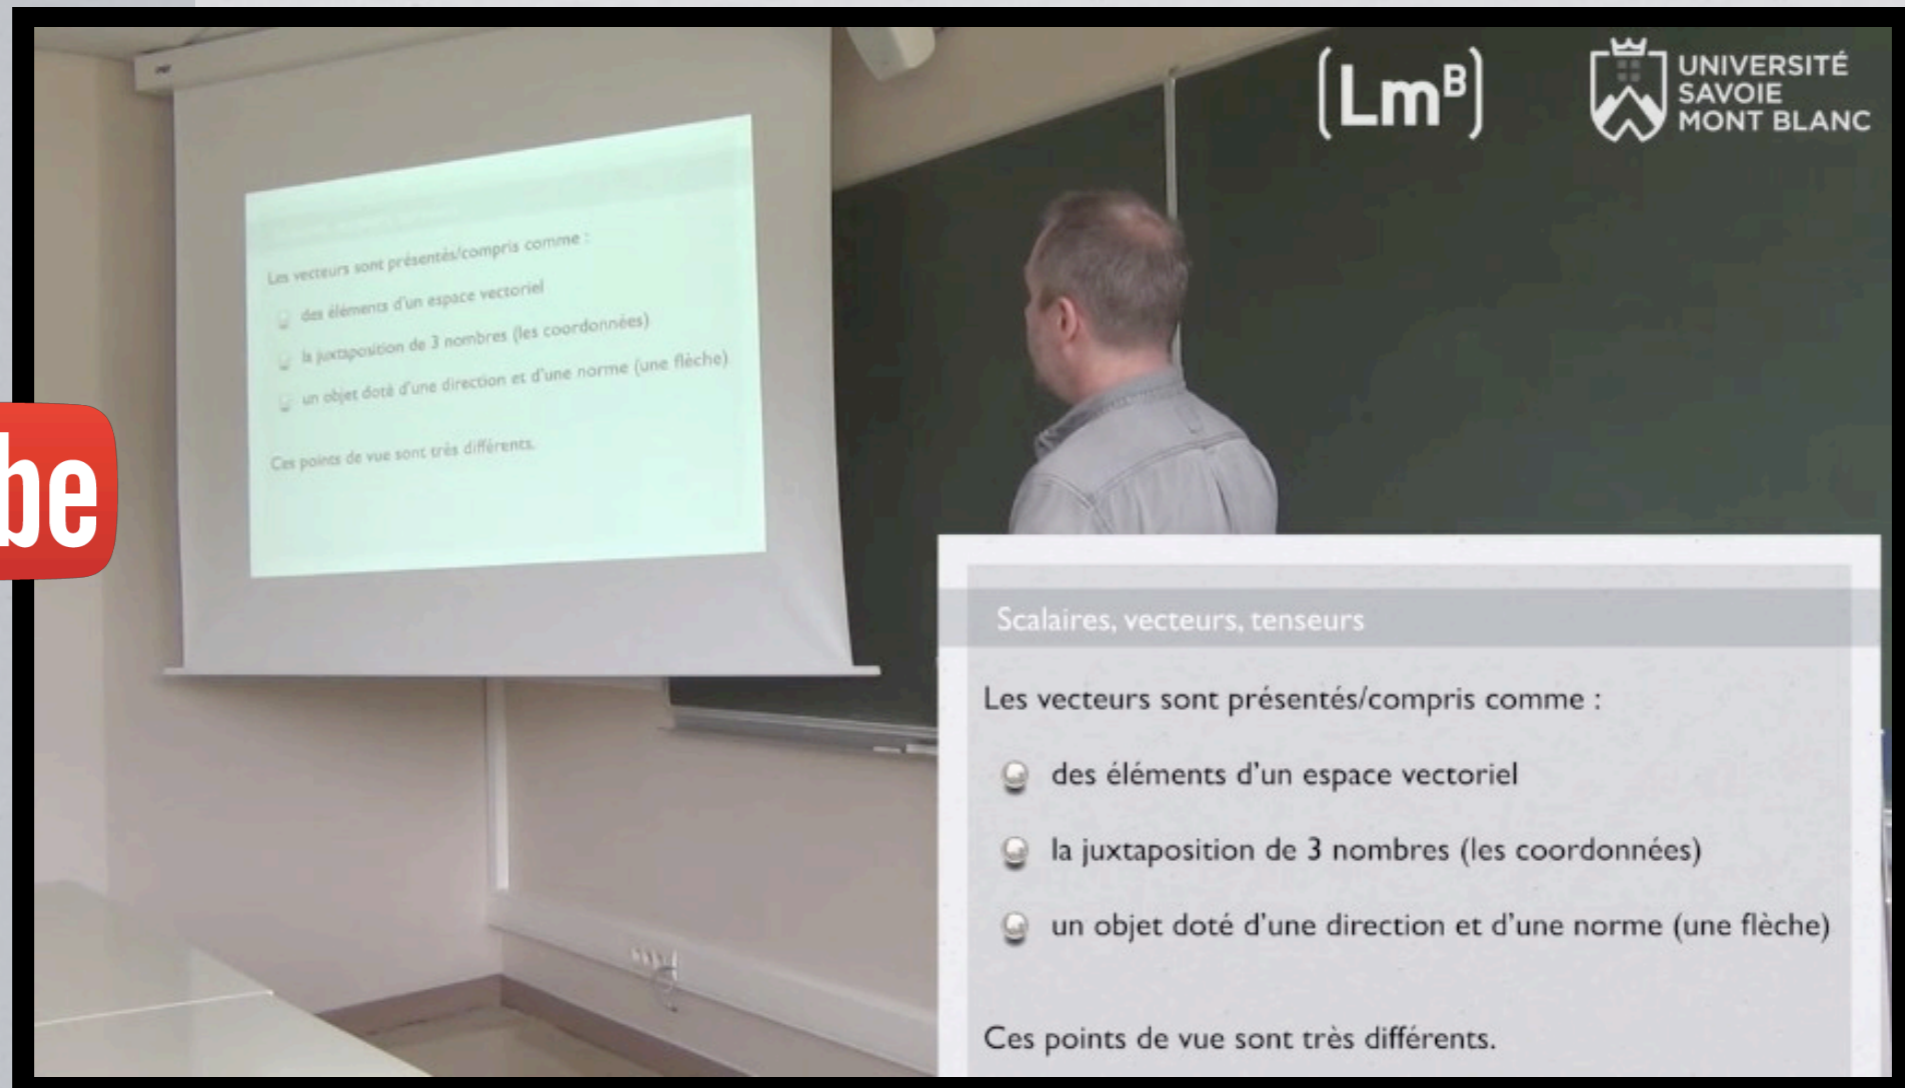 (Lmᴮ)
UNIVERSITÉ
SAVOIE
MONT BLANC
Les vecteurs sont présentés/compris comme :
des éléments d'un espace vectoriel
la juxtaposition de 3 nombres (les coordonnées)
un objet doté d'une direction et d'une norme (une flèche)
Ces points de vue sont très différents.
be
Scalaires, vecteurs, tenseurs
Les vecteurs sont présentés/compris comme :
des éléments d'un espace vectoriel
la juxtaposition de 3 nombres (les coordonnées)
un objet doté d'une direction et d'une norme (une flèche)
Ces points de vue sont très différents.